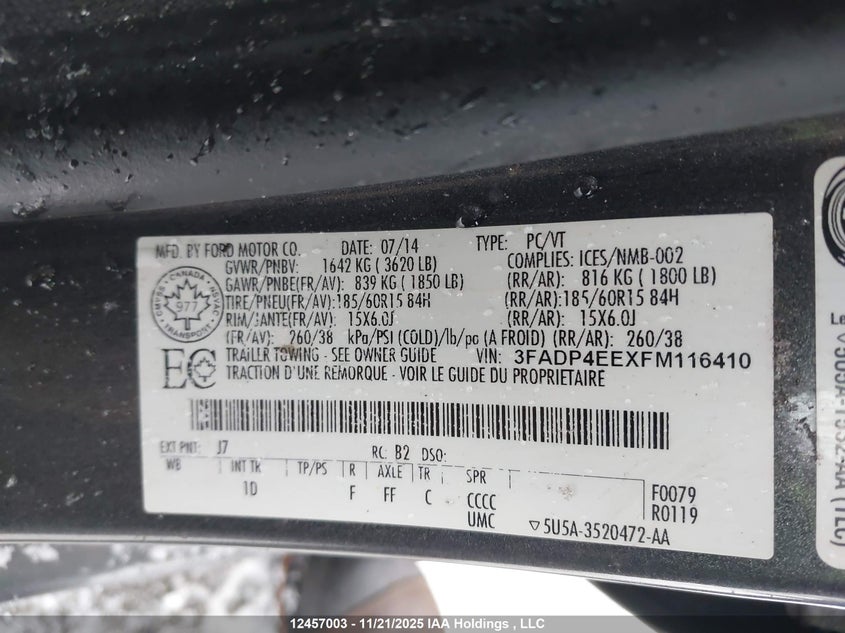 MFD. BY FORD MOTOR CO. DATE: 07/14 TYPE: PC/VT
GVWR/PNBV: 1642 KG ( 3620 LB) COMPLIES: ICES/NMB-002
GAWR/PNBE(FR/AV): 839 KG ( 1850 LB) (RR/AR): 816 KG ( 1800 LB)
TIRE/PNEU(FR/AV):185/60R15 84H (RR/AR):185/60R15 84H
RIM/JANTE(FR/AV): 15X6.0J (RR/AR): 15X6.0J
(FR/AV): 260/38 kPa/PSI (COLD)/lb/po (A FROID) (RR/AR): 260/38
TRAILER TOWING - SEE OWNER GUIDE VIN: 3FADP4EEXFM116410
TRACTION D'UNE REMORQUE - VOIR LE GUIDE DU PROPRIETAIRE
CANADA
977
TRANSPORT
EC
EXT PNT: J7 RC: B2 DSO:
WB INT TR TP/PS R AXLE TR SPR
1D F FF C CCCC
UMC
F0079
R0119
▽5U5A-3520472-AA
12457003 - 11/21/2025 IAA Holdings , LLC